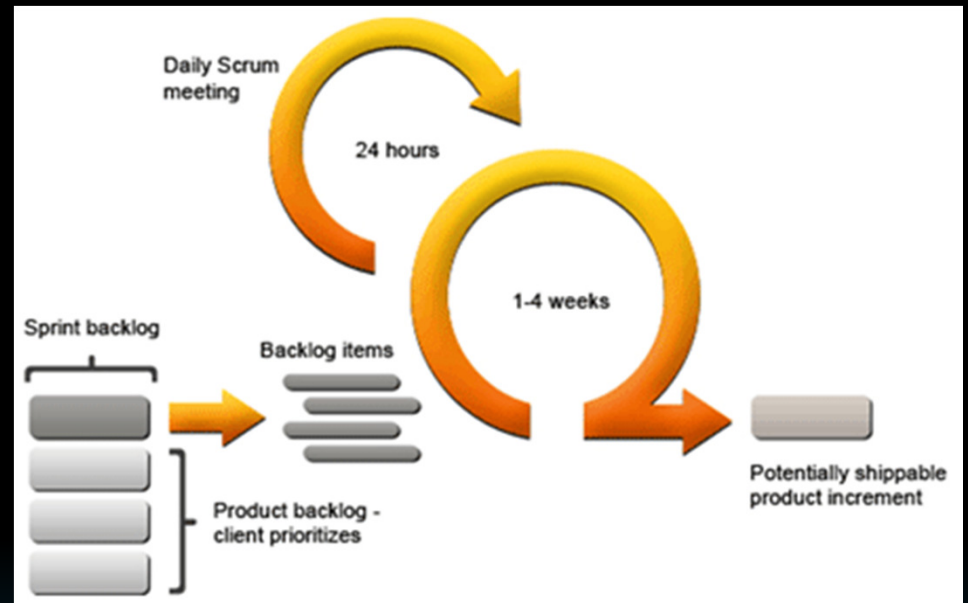 Daily Scrum
meeting
24 hours
1-4 weeks
Sprint backlog
Backlog items
Product backlog -
client prioritizes
Potentially shippable
product increment